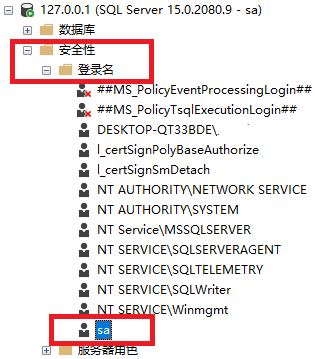 127.0.0.1 (SQL Server 15.0.2080.9 - sa)
数据库
安全性
登录名
##MS_PolicyEventProcessingLogin##
##MS_PolicyTsqlExecutionLogin##
DESKTOP-QT33BDE\.
l_certSignPolyBaseAuthorize
l_certSignSmDetach
NT AUTHORITY\NETWORK SERVICE
NT AUTHORITY\SYSTEM
NT Service\MSSQLSERVER
NT SERVICE\SQLSERVERAGENT
NT SERVICE\SQLTELEMETRY
NT SERVICE\SQLWriter
NT SERVICE\Winmgmt
sa
服务器角色